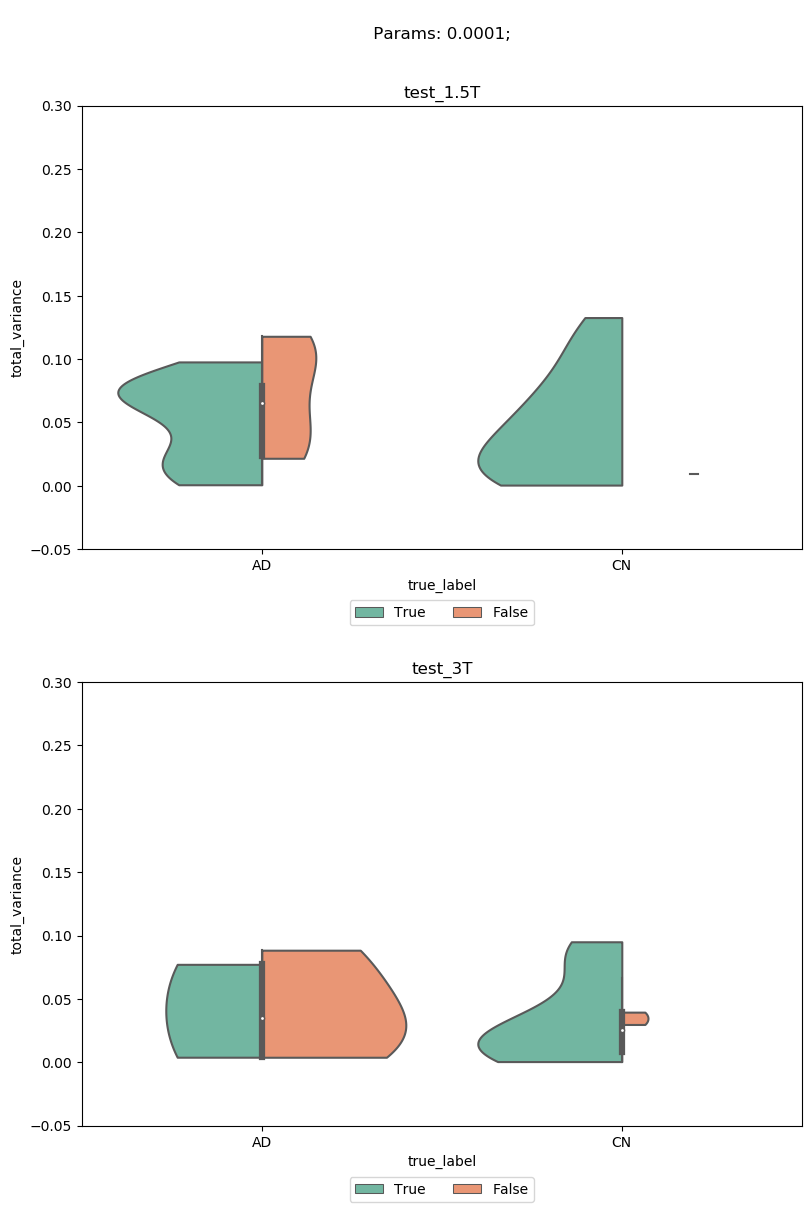 Params: 0.0001;
test_1.5T
0.30
0.25
0.20
0.15
0.10
0.05
0.00
−0.05
total_variance
AD CN
true_label
True False
test_3T
0.30
0.25
0.20
0.15
0.10
0.05
0.00
−0.05
total_variance
AD CN
true_label
True False